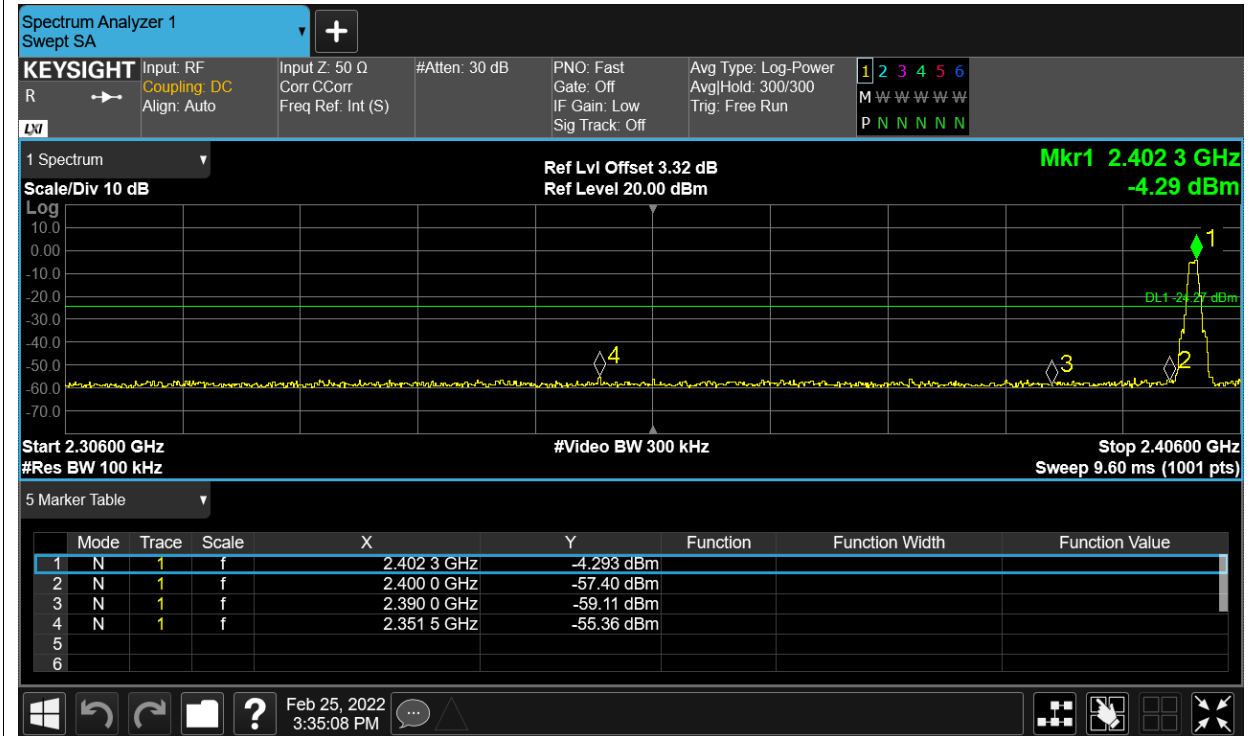 Spectrum Analyzer 1
Swept SA
KEYSIGHT Input: RF Input Z: 50 Ω #Atten: 30 dB PNO: Fast Avg Type: Log-Power 1 2 3 4 5 6
R Coupling: DC Corr CCorr Gate: Off Avg|Hold: 300/300 M W W W W W
Align: Auto Freq Ref: Int (S) IF Gain: Low Trig: Free Run
LXI Sig Track: Off P N N N N N
1 Spectrum Ref Lvl Offset 3.32 dB Mkr1 2.402 3 GHz
Scale/Div 10 dB Ref Level 20.00 dBm -4.29 dBm
Log
10.0 1
0.00
-10.0
-20.0 DL1 -24.27 dBm
-30.0
-40.0
-50.0 4 3 2
-60.0
-70.0
Start 2.30600 GHz #Video BW 300 kHz Stop 2.40600 GHz
#Res BW 100 kHz Sweep 9.60 ms (1001 pts)
5 Marker Table
Mode Trace Scale X Y Function Function Width Function Value
1 N 1 f 2.402 3 GHz -4.293 dBm
2 N 1 f 2.400 0 GHz -57.40 dBm
3 N 1 f 2.390 0 GHz -59.11 dBm
4 N 1 f 2.351 5 GHz -55.36 dBm
5
6
? Feb 25, 2022
3:35:08 PM